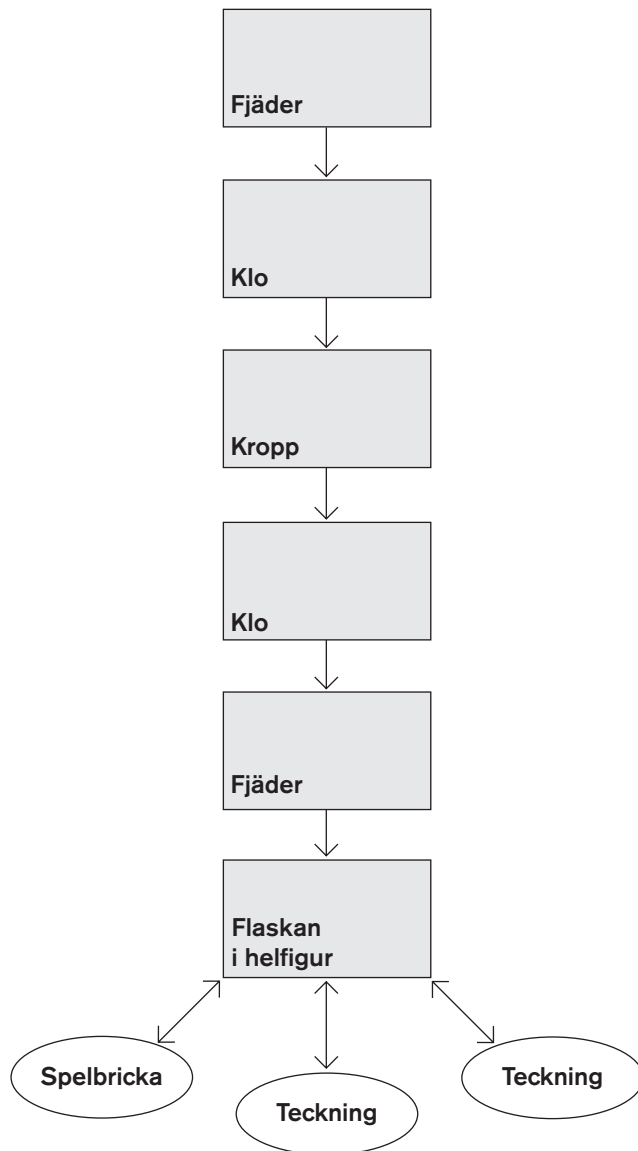 Fjäder
Klo
Kropp
Klo
Fjäder
Flaskan
i helfigur
Spelbricka
Teckning
Teckning